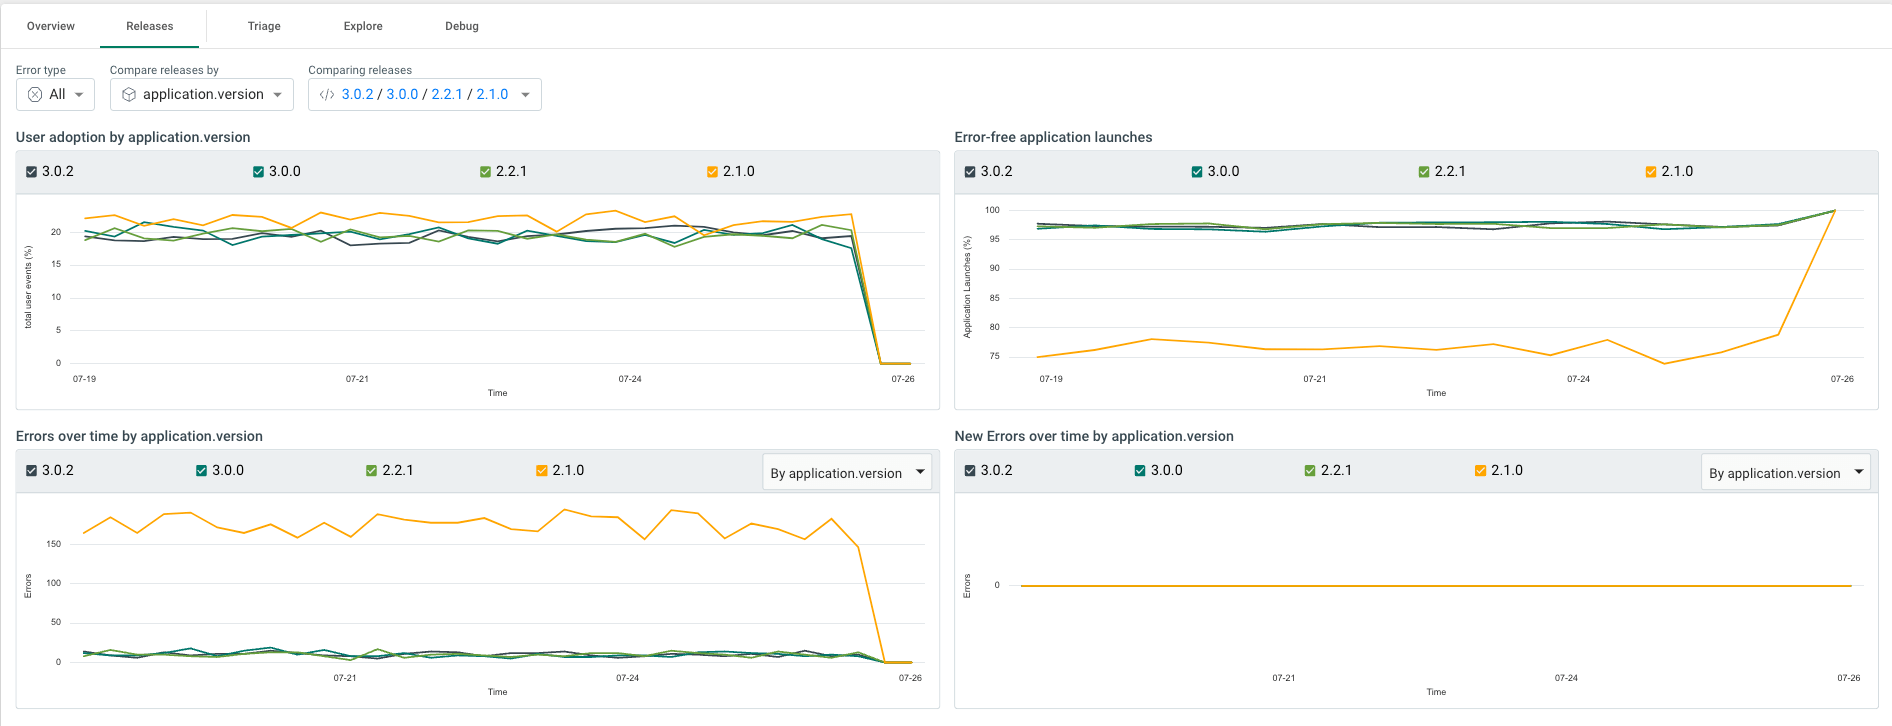 Overview Releases Triage Explore Debug
Error type Compare releases by Comparing releases
All application.version 3.0.2 / 3.0.0 / 2.2.1 / 2.1.0
User adoption by application.version
3.0.2 3.0.0 2.2.1 2.1.0
20
15
10
5
0
total user events (%)
07-19 07-21 07-24 07-26
Time
Error-free application launches
3.0.2 3.0.0 2.2.1 2.1.0
100
95
90
85
80
75
Application Launches (%)
07-19 07-21 07-24 07-26
Time
Errors over time by application.version
3.0.2 3.0.0 2.2.1 2.1.0 By application.version
150
100
50
0
Errors
07-21 07-24 07-26
Time
New Errors over time by application.version
3.0.2 3.0.0 2.2.1 2.1.0 By application.version
0
Errors
07-21 07-24 07-26
Time